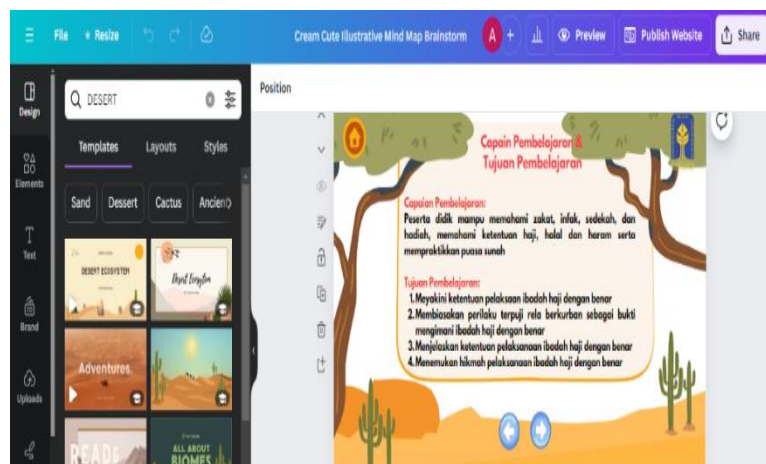 File
Resize
Cream Cute Illustrative Mind Map Brainstorm
A
+
Preview
Publish Website
Share
Design
Elements
Text
Brand
Uploads
DESERT
Templates
Layouts
Styles
Sand
Dessert
Cactus
Ancient
DESERT ECOSYSTEM
Desert Ecosystem
Adventures.
READ&
ALL ABOUT
BIOMES
Position
Capain Pembelajaran &
Tujuan Pembelajaran
Capaian Pembelajaran:
Peserta didik mampu memahami zakat, infak, sedekah, dan
hadiah, memahami ketentuan haji, halal dan haram serta
mempraktikkan puasa sunah
Tujuan Pembelajaran:
1.Meyakini ketentuan pelaksaan ibadah haji dengan benar
2.Membiasakan perilaku terpuji rela berkurban sebagai bukti
mengimani ibadah haji dengan benar
3.Menjelaskan ketentuan pelaksanaan ibadah haji dengan benar
4.Menemukan hikmah pelaksanaan ibadah haji dengan benar